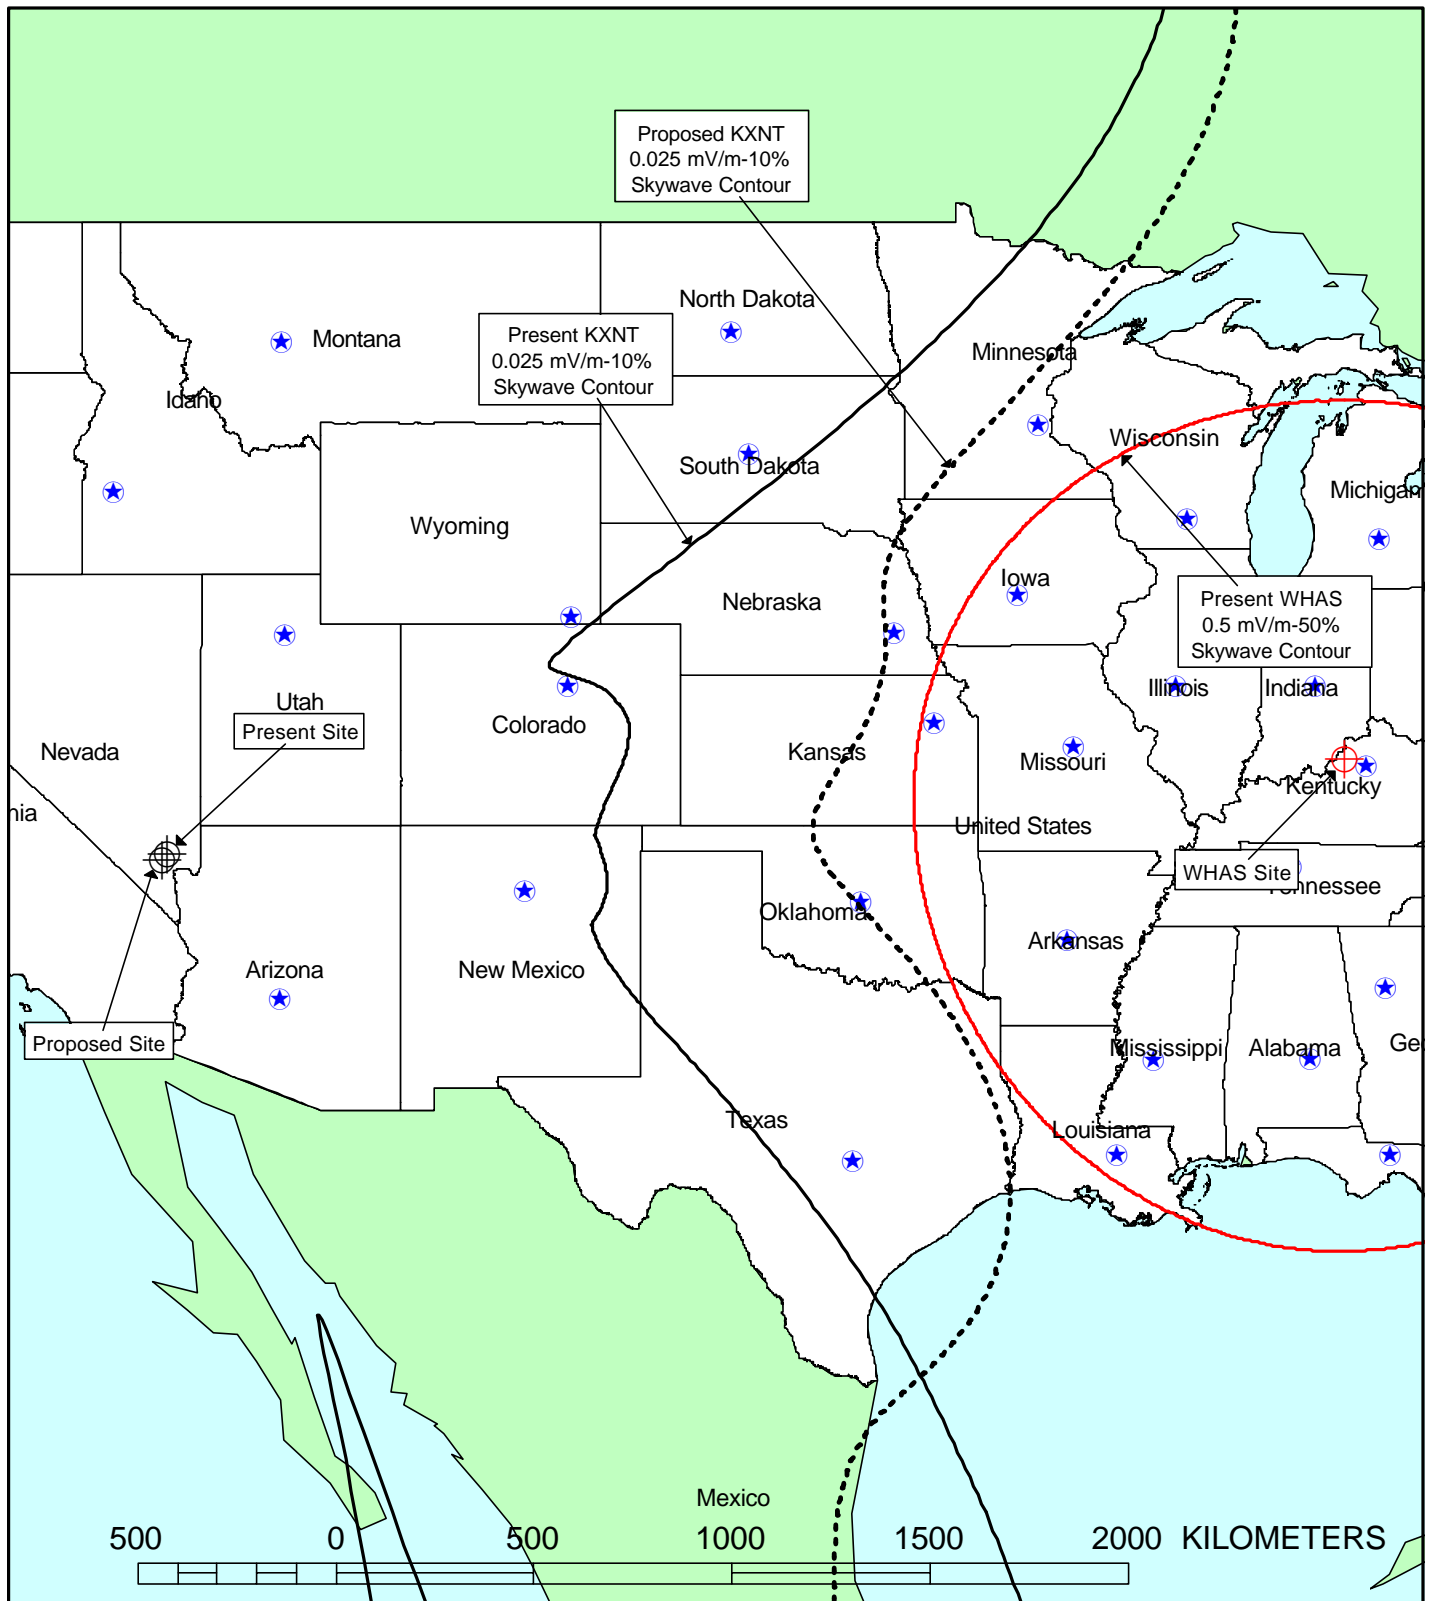 Proposed KXNT
0.025 mV/m-10%
Skywave Contour
North Dakota
Present KXNT
0.025 mV/m-10%
Skywave Contour
Montana
Minnesota
Idaho
Wisconsin
South Dakota
Michigan
Wyoming
Iowa
Nebraska
Present WHAS
0.5 mV/m-50%
Skywave Contour
Illinois
Indiana
Utah
Present Site
Colorado
Nevada
Kansas
Missouri
Kentucky
nia
United States
WHAS Site
Tennessee
Oklahoma
Arkansas
Arizona
New Mexico
Proposed Site
Mississippi
Alabama
Ge
Texas
Louisiana
Mexico
500 0 500 1000 1500 2000 KILOMETERS